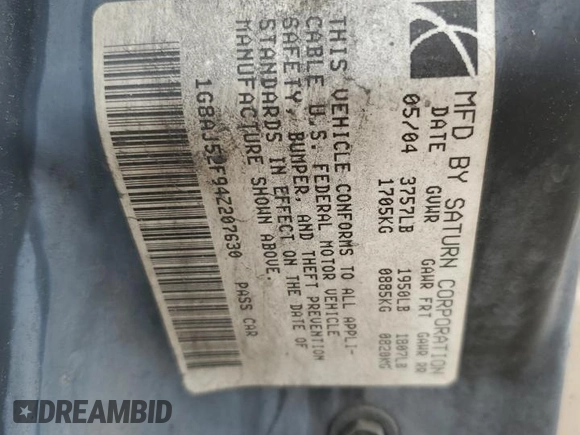 MFD. BY SATURN CORPORATION
DATE GVWR GAWR FRT GAWR RR
05/04 3757LB 1950LB 1807LB
1705KG 0885KG 0820KG
THIS VEHICLE CONFORMS TO ALL APPLI-
CABLE U.S. FEDERAL MOTOR VEHICLE
SAFETY, BUMPER, AND THEFT PREVENTION
STANDARDS IN EFFECT ON THE DATE OF
MANUFACTURE SHOWN ABOVE.
1G8AJ52F94Z207630 PASS CAR
DREAMBID